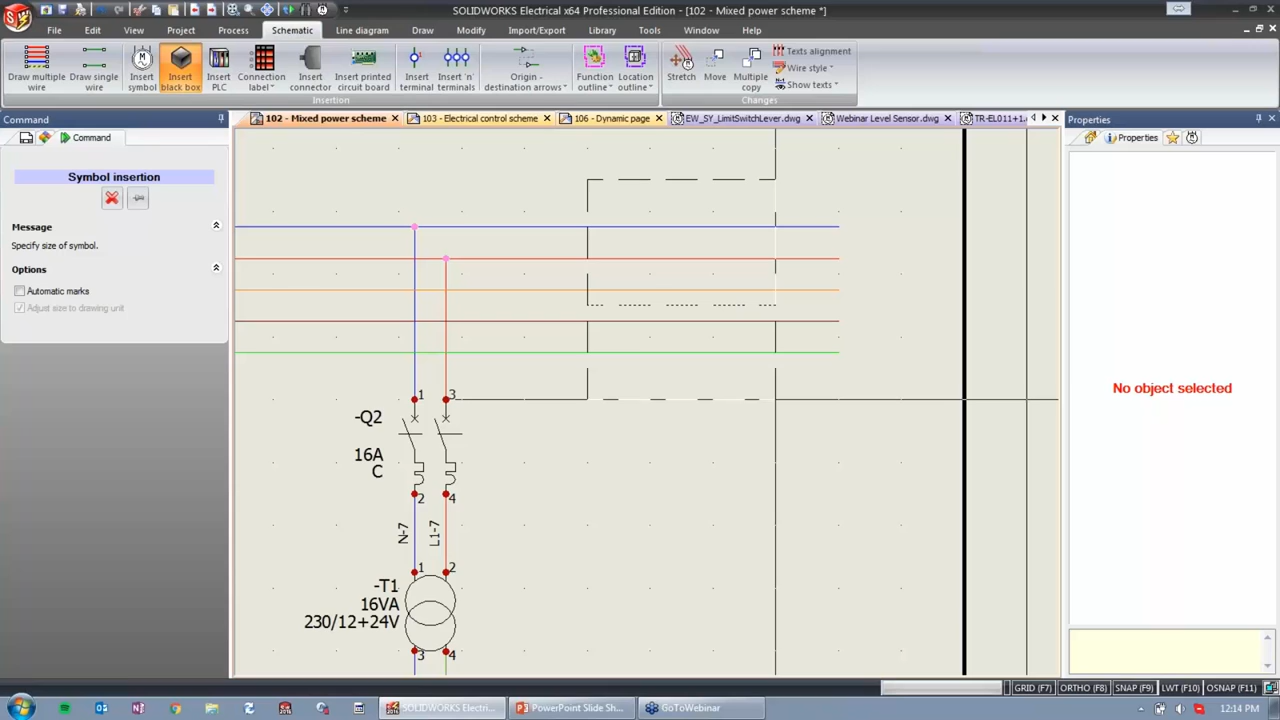 SOLIDWORKS Electrical x64 Professional Edition - [102 - Mixed power scheme *]
File Edit View Project Process Schematic Line diagram Draw Modify Import/Export Library Tools Window Help
Draw multiple wire
Draw single wire
Insert symbol
Insert black box
Insert PLC
Connection label
Insert connector
Insert printed circuit board
Insert terminal
Insert 'n' terminals
Origin - destination arrows
Function outline
Location outline
Stretch
Move
Multiple copy
Texts alignment
Wire style
Show texts
Insertion
Changes
Command
102 - Mixed power scheme
103 - Electrical control scheme
106 - Dynamic page
EW_SY_LimitSwitchLever.dwg
Webinar Level Sensor.dwg
TR-EL011+1.
Properties
Command
Properties
Symbol insertion
Message
Specify size of symbol.
Options
Automatic marks
Adjust size to drawing unit
No object selected
1 3
-Q2
16A
C
2 4
N-7
L1-7
1 2
-T1
16VA
230/12+24V
3 4
GRID (F7) ORTHO (F8) SNAP (F9) LWT (F10) OSNAP (F11)
SOLIDWORKS Electri...
PowerPoint Slide Sh...
GoToWebinar
12:14 PM